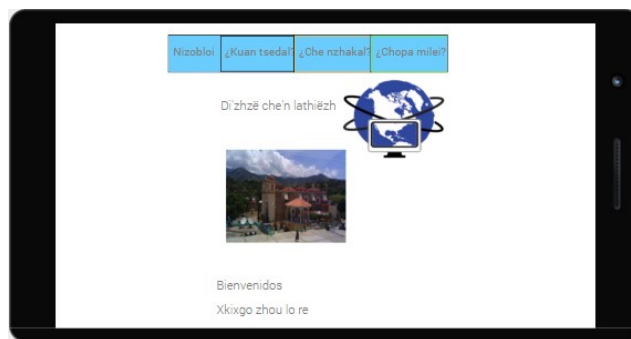 Nizobloi ¿Kuan tsedal? ¿Che nzhakal? ¿Chopa milei?
Di'zhzë che'n lathiëzh
Bienvenidos
Xkixgo zhou lo re